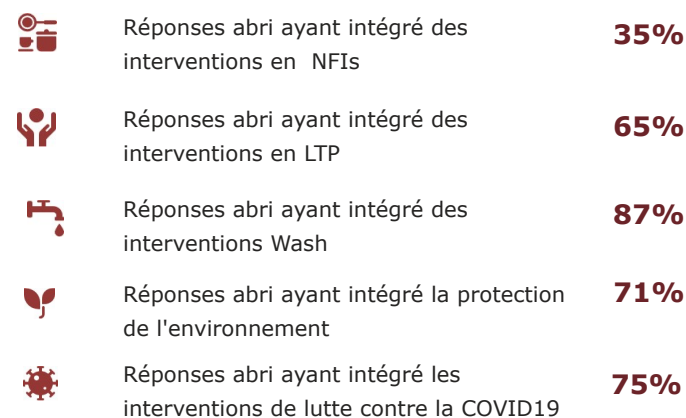 Réponses abri ayant intégré des
interventions en  NFIs
35%
Réponses abri ayant intégré des
interventions en LTP
65%
Réponses abri ayant intégré des
interventions Wash
87%
Réponses abri ayant intégré la protection
de l'environnement
71%
Réponses abri ayant intégré les
interventions de lutte contre la COVID19
75%